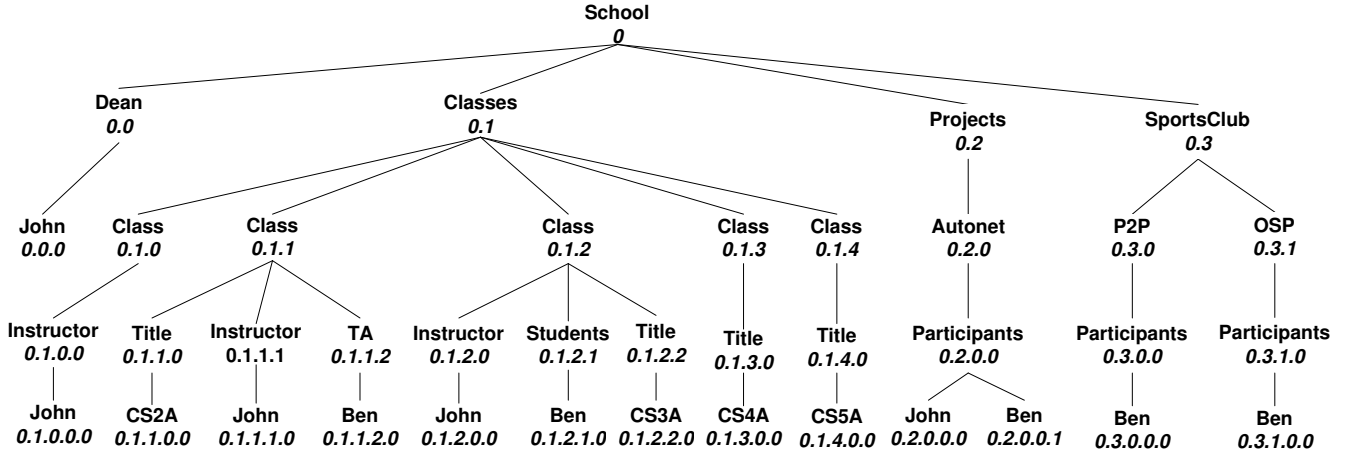 School
0
Dean Classes Projects SportsClub
0.0 0.1 0.2 0.3
John Class Class Class Class Class Autonet P2P OSP
0.0.0 0.1.0 0.1.1 0.1.2 0.1.3 0.1.4 0.2.0 0.3.0 0.3.1
Instructor Title Instructor TA Instructor Students Title Title Title Participants Participants Participants
0.1.0.0 0.1.1.0 0.1.1.1 0.1.1.2 0.1.2.0 0.1.2.1 0.1.2.2 0.1.3.0 0.1.4.0 0.2.0.0 0.3.0.0 0.3.1.0
John CS2A John Ben John Ben CS3A CS4A CS5A John Ben Ben Ben
0.1.0.0.0 0.1.1.0.0 0.1.1.1.0 0.1.1.2.0 0.1.2.0.0 0.1.2.1.0 0.1.2.2.0 0.1.3.0.0 0.1.4.0.0 0.2.0.0.0 0.2.0.0.1 0.3.0.0.0 0.3.1.0.0